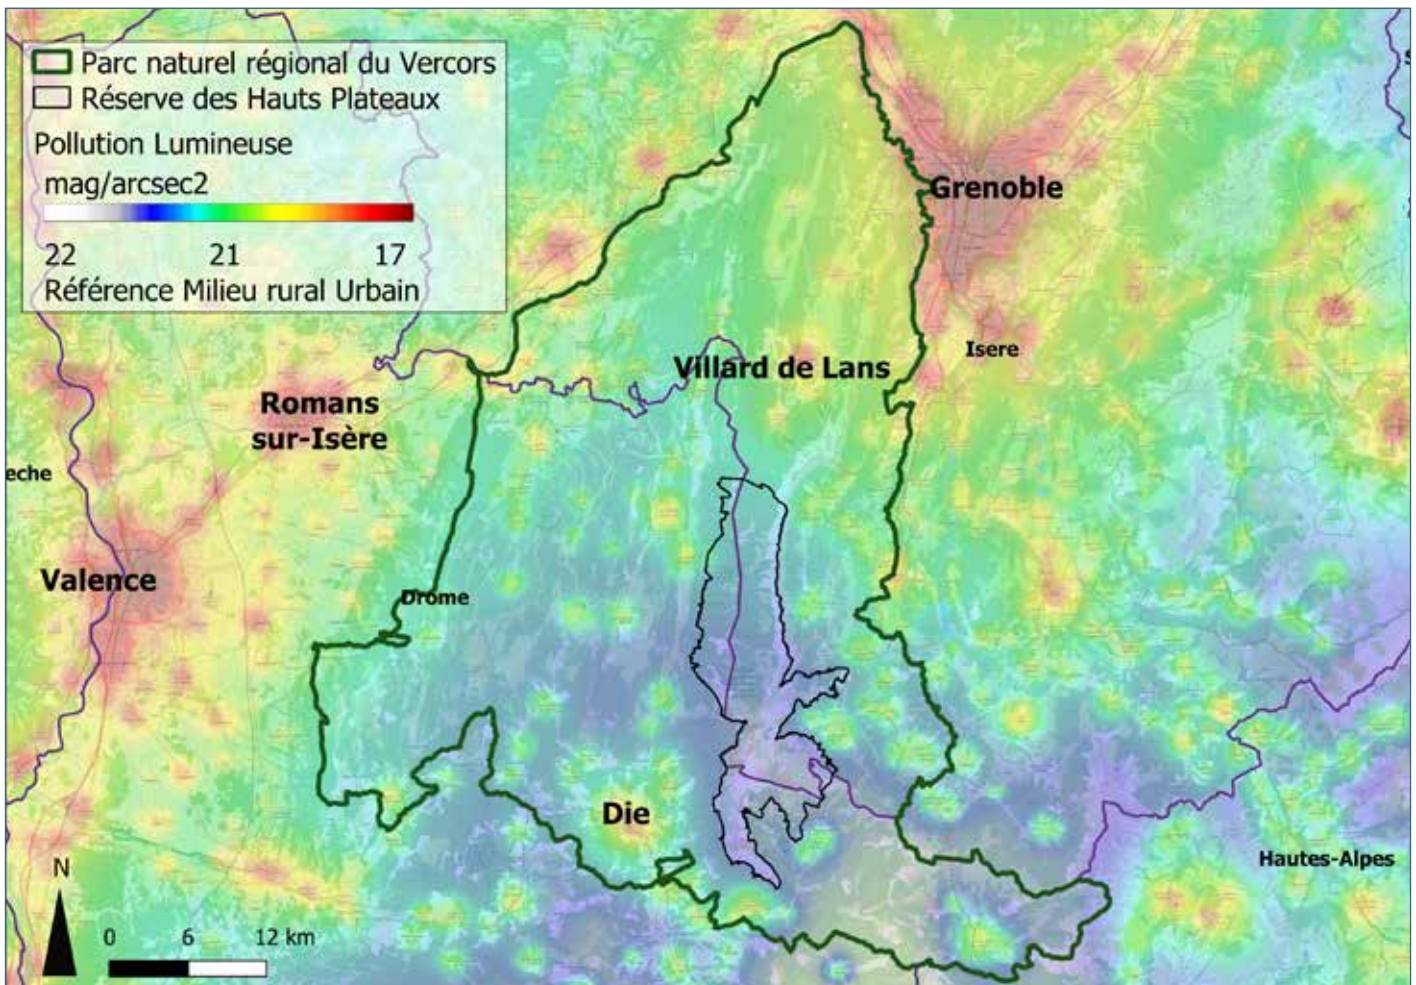 Parc naturel régional du Vercors
Réserve des Hauts Plateaux
Pollution Lumineuse
mag/arcsec2
22 21 17
Référence Milieu rural Urbain
Grenoble
Isere
Villard de Lans
Romans
sur-Isère
eche
Valence
Drome
Die
Hautes-Alpes
N
0 6 12 km